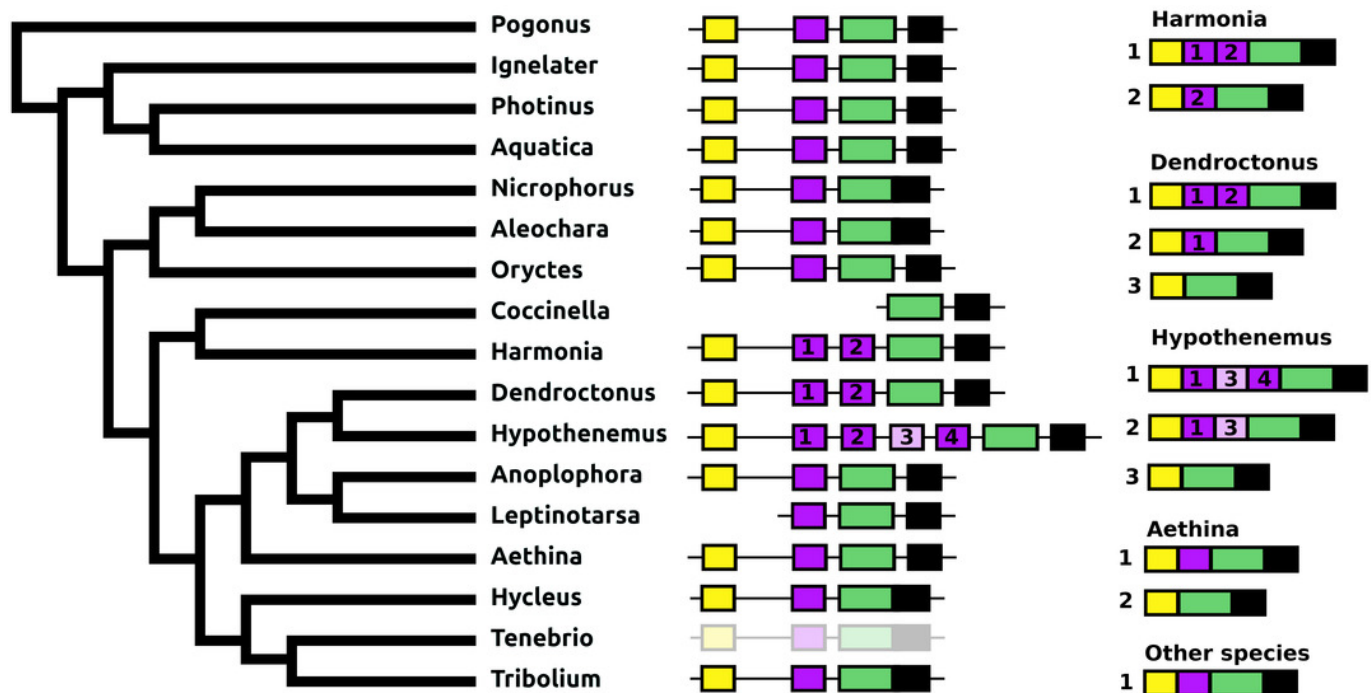 Pogonus
Ignelater
Photinus
Aquatica
Nicrophorus
Aleochara
Oryctes
Coccinella
Harmonia
1 2
Dendroctonus
1 2
Hypothenemus
1 2 3 4
Anoplophora
Leptinotarsa
Aethina
Hycleus
Tenebrio
Tribolium
Harmonia
1 1 2
2 2
Dendroctonus
1 1 2
2 1
3
Hypothenemus
1 1 3 4
2 1 3
3
Aethina
1
2
Other species
1